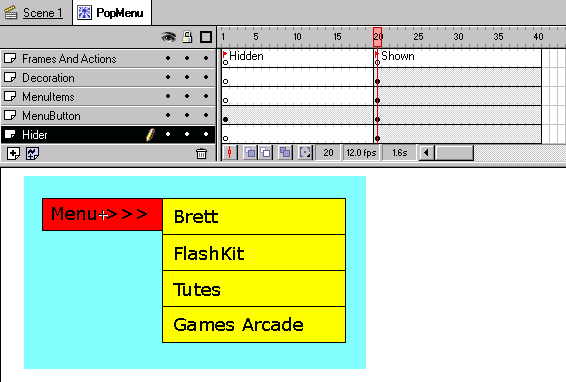 Scene 1 PopMenu
1 5 10 15 20 25 30 35 40
Frames And Actions Hidden Shown
Decoration
MenuItems
MenuButton
Hider
20 12.0 fps 1.6s
Menu>>> Brett
FlashKit
Tutes
Games Arcade